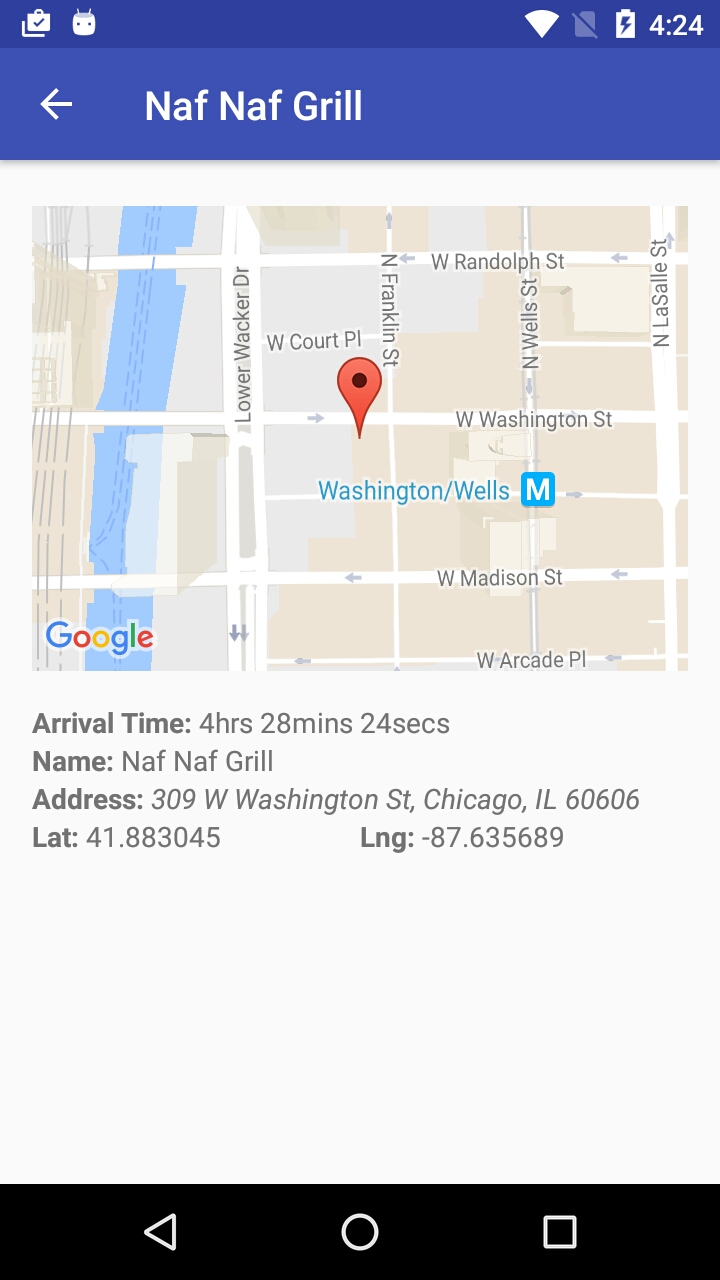 4:24
Naf Naf Grill
W Randolph St
N Franklin St
N Wells St
N LaSalle St
Lower Wacker Dr
W Court Pl
W Washington St
Washington/Wells M
W Madison St
Google
W Arcade Pl
Arrival Time: 4hrs 28mins 24secs
Name: Naf Naf Grill
Address: 309 W Washington St, Chicago, IL 60606
Lat: 41.883045 Lng: -87.635689